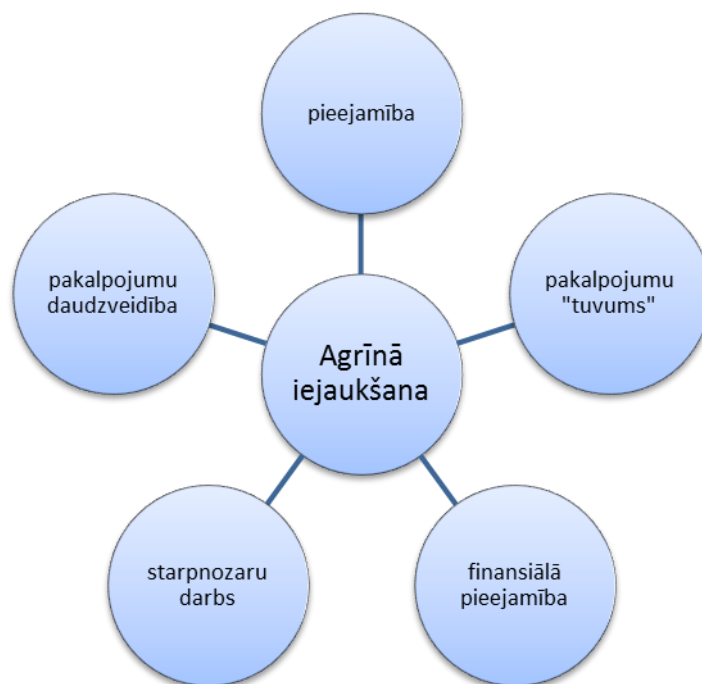 pieejamība
pakalpojumu
daudzveidība
pakalpojumu
"tuvums"
Agrīnā
iejaukšana
starpnozaru
darbs
finansiālā
pieejamība